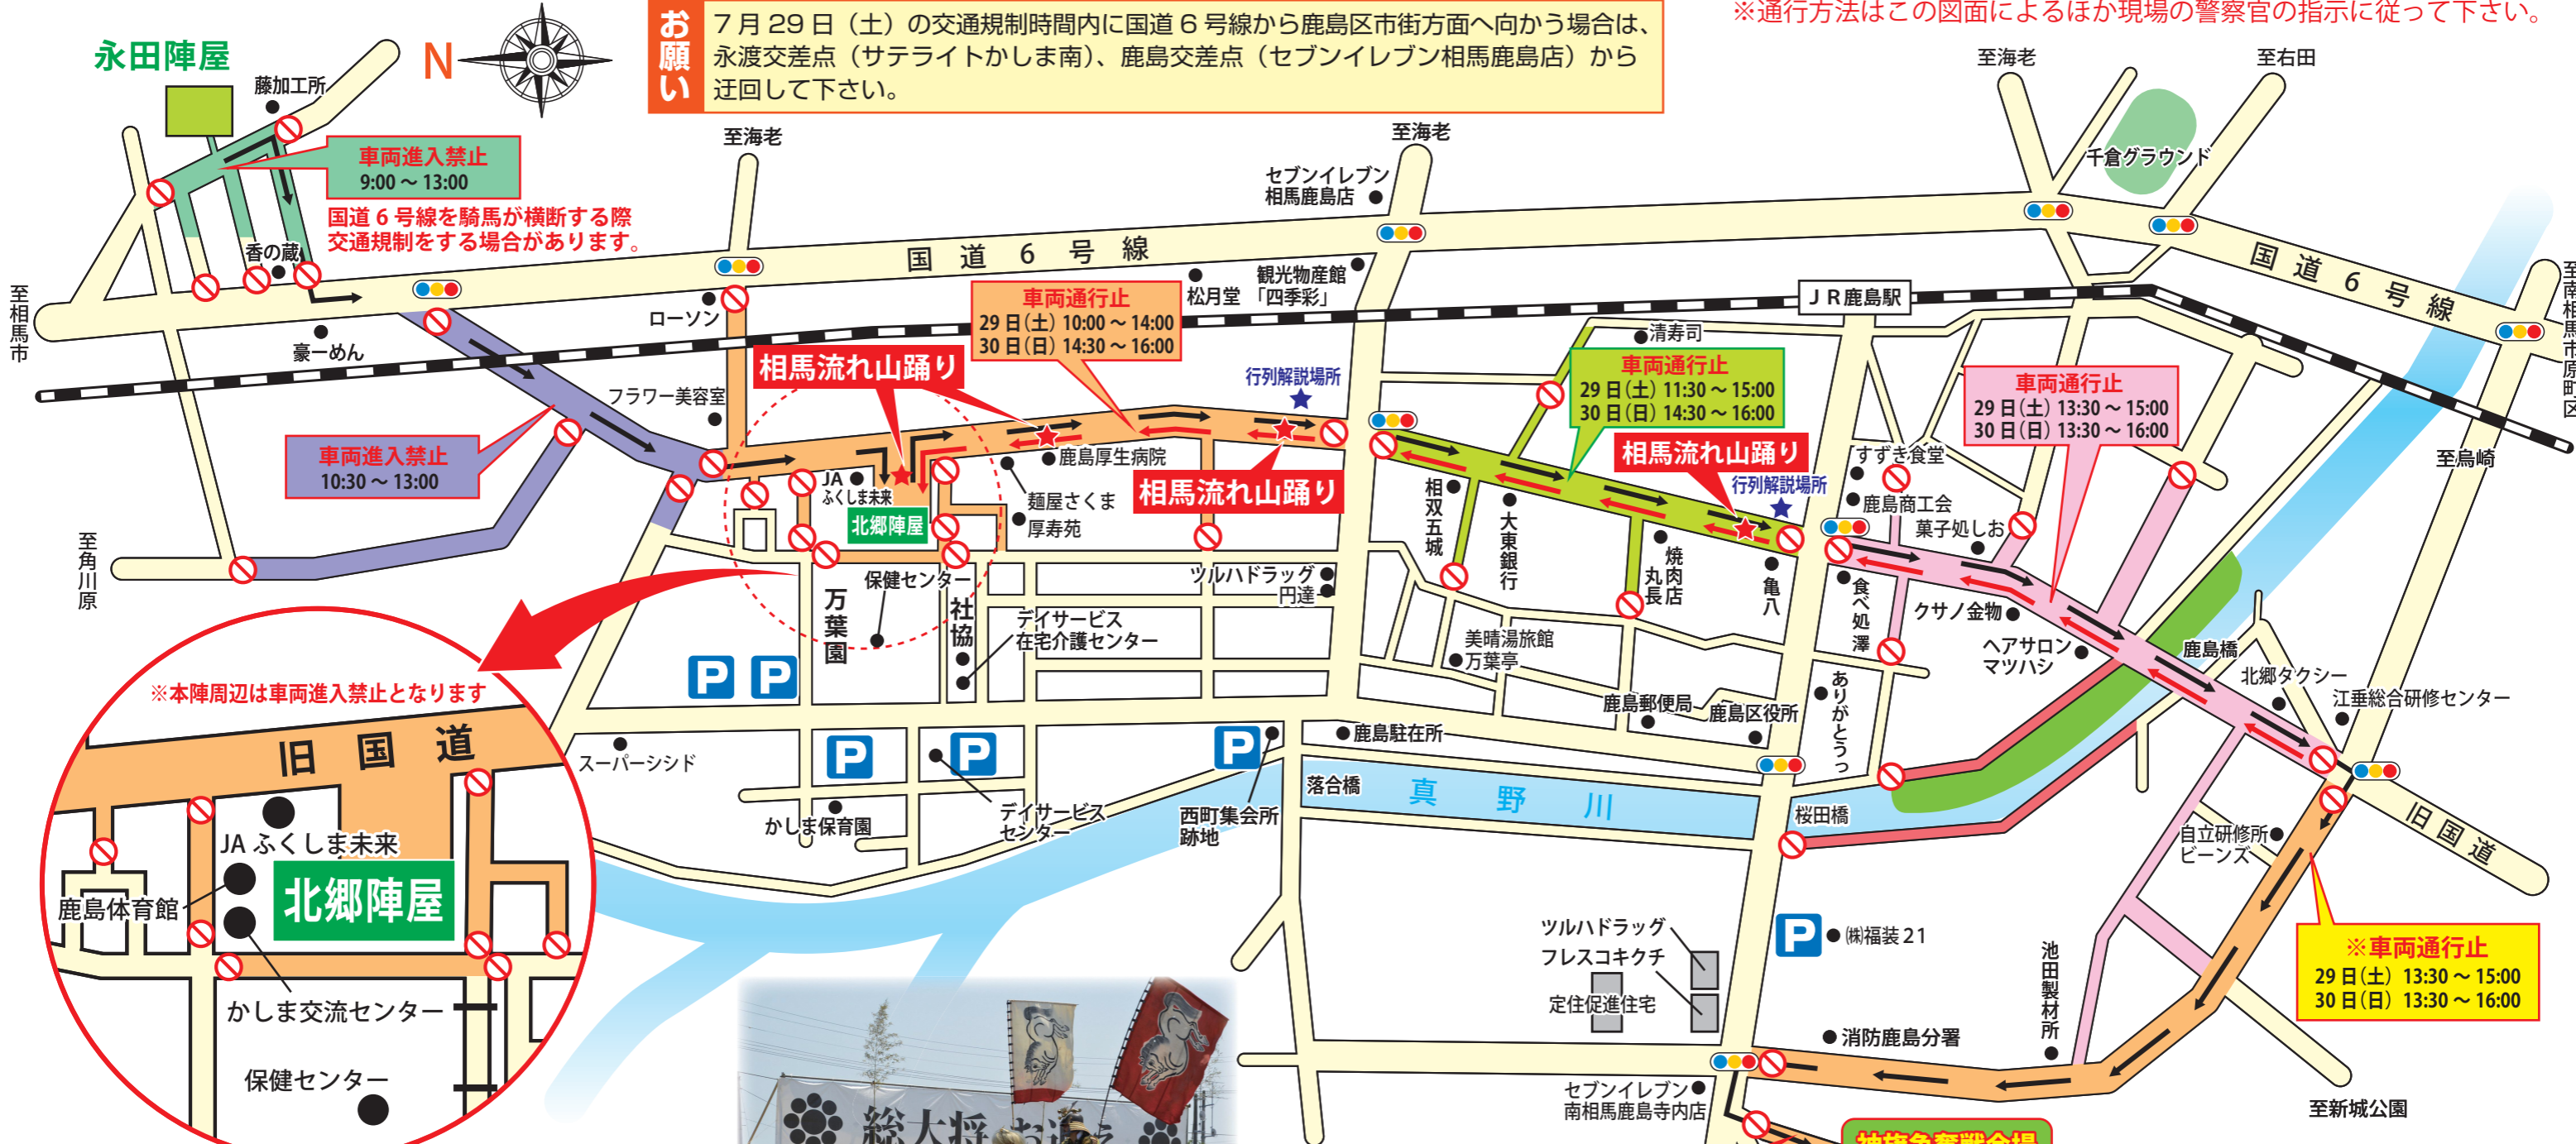 ※通行方法はこの図面によるほか現場の警察官の指示に従って下さい。
お願い
7月29日（土）の交通規制時間内に国道6号線から鹿島区市街方面へ向かう場合は、
永渡交差点（サテライトかしま南）、鹿島交差点（セブンイレブン相馬鹿島店）から
迂回して下さい。
N
永田陣屋
藤加工所
車両進入禁止
9:00～13:00
国道6号線を騎馬が横断する際
交通規制をする場合があります。
香の蔵
至相馬市
豪一めん
至海老
至海老
至海老
至右田
千倉グラウンド
セブンイレブン
相馬鹿島店
国道6号線
国道6号線
至南相馬市原町区
ローソン
松月堂
観光物産館
「四季彩」
JR鹿島駅
車両通行止
29日(土) 10:00～14:00
30日(日) 14:30～16:00
相馬流れ山踊り
行列解説場所
清寿司
車両通行止
29日(土) 11:30～15:00
30日(日) 14:30～16:00
車両通行止
29日(土) 13:30～15:00
30日(日) 13:30～16:00
フラワー美容室
車両進入禁止
10:30～13:00
鹿島厚生病院
相馬流れ山踊り
相馬流れ山踊り
行列解説場所
すずき食堂
鹿島商工会
菓子処しお
至烏崎
JA
ふくしま未来
北郷陣屋
麺屋さくま
厚寿苑
相双五城
大東銀行
焼肉店
丸長
亀八
食べ処 澤
クサノ金物
ヘアサロン
マツハシ
鹿島橋
北郷タクシー
江垂総合研修センター
至角川原
保健センター
万葉園
社協
デイサービス
在宅介護センター
ツルハドラッグ
円達
美晴湯旅館
万葉亭
鹿島郵便局
鹿島区役所
ありがとうっ
P
P
P
P
P
スーパーシシド
かしま保育園
デイサービス
センター
西町集会所
跡地
鹿島駐在所
落合橋
真野川
桜田橋
自立研修所
ビーンズ
旧国道
※本陣周辺は車両進入禁止となります
旧国道
JAふくしま未来
鹿島体育館
北郷陣屋
かしま交流センター
保健センター
ツルハドラッグ
フレスコキクチ
定住促進住宅
P
㈱福装21
消防鹿島分署
池田製材所
※車両通行止
29日(土) 13:30～15:00
30日(日) 13:30～16:00
セブンイレブン
南相馬鹿島寺内店
至新城公園
総大将
神旗争奪戦会場